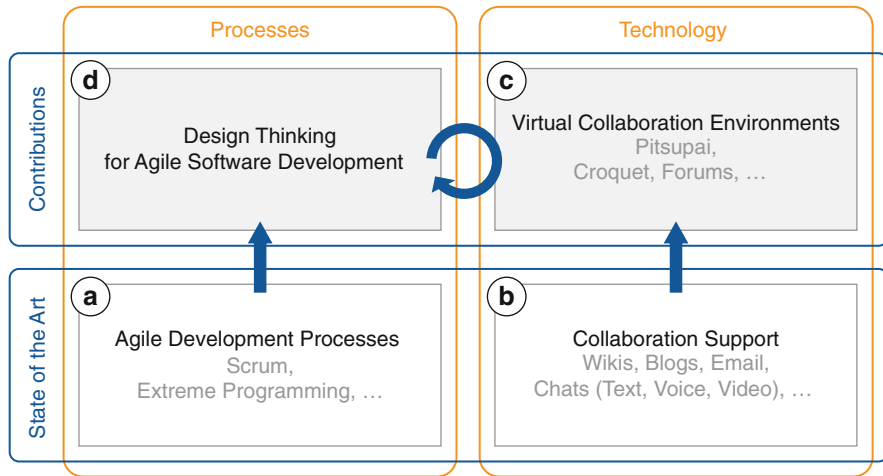 Processes
Technology
Contributions
d
Design Thinking
for Agile Software Development
c
Virtual Collaboration Environments
Pitsupai,
Croquet, Forums, …
State of the Art
a
Agile Development Processes
Scrum,
Extreme Programming, …
b
Collaboration Support
Wikis, Blogs, Email,
Chats (Text, Voice, Video), …